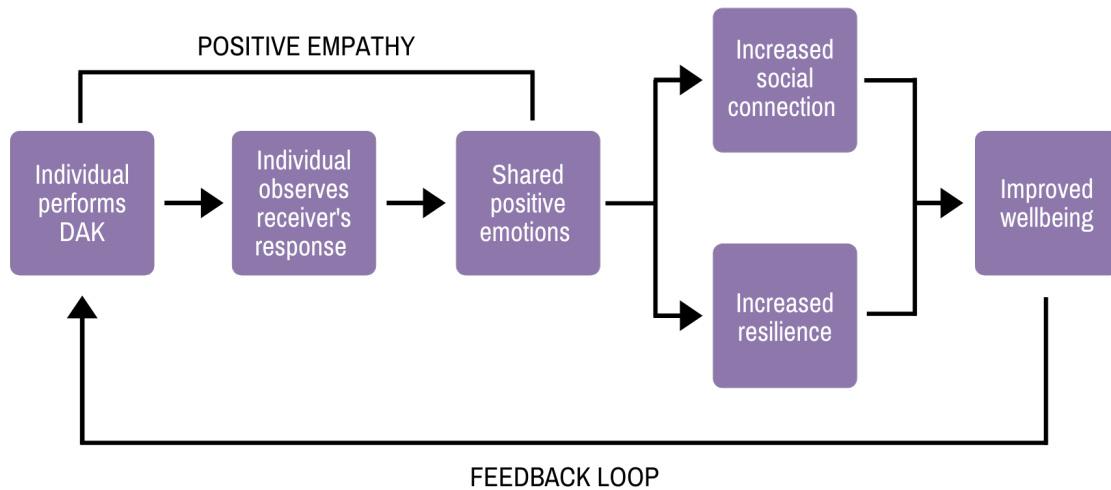 POSITIVE EMPATHY
Individual
performs
DAK
Individual
observes
receiver's
response
Shared
positive
emotions
Increased
social
connection
Increased
resilience
Improved
wellbeing
FEEDBACK LOOP